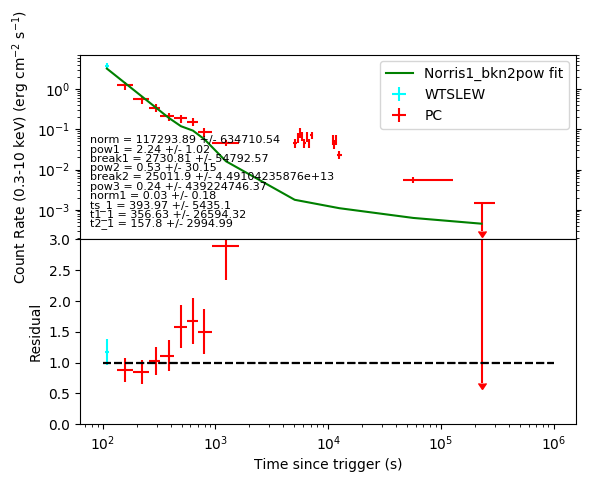 Count Rate (0.3-10 keV) (erg cm⁻² s⁻¹)
10⁰
10⁻¹
10⁻²
10⁻³
Norris1_bkn2pow fit
WTSLEW
PC
norm = 117293.89 +/- 634710.54
pow1 = 2.24 +/- 1.02
break1 = 2730.81 +/- 54792.57
pow2 = 0.53 +/- 30.15
break2 = 25011.9 +/- 4.49104235876e+13
pow3 = 0.24 +/- 439224746.37
norm1 = 0.03 +/- 0.18
ts_1 = 393.97 +/- 5435.1
t1_1 = 356.63 +/- 26594.32
t2_1 = 157.8 +/- 2994.99
Residual
3.0
2.5
2.0
1.5
1.0
0.5
0.0
10² 10³ 10⁴ 10⁵ 10⁶
Time since trigger (s)